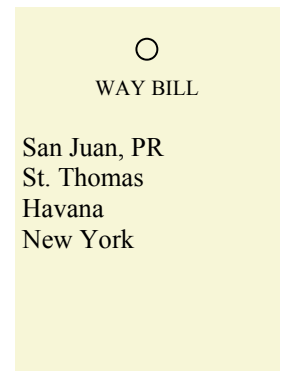 WAY BILL
San Juan, PR
St. Thomas
Havana
New York